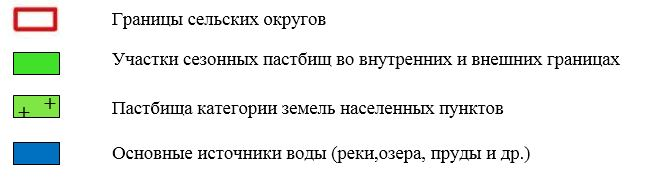 Границы сельских округов
Участки сезонных пастбищ во внутренних и внешних границах
Пастбища категории земель населенных пунктов
Основные источники воды (реки,озера, пруды и др.)